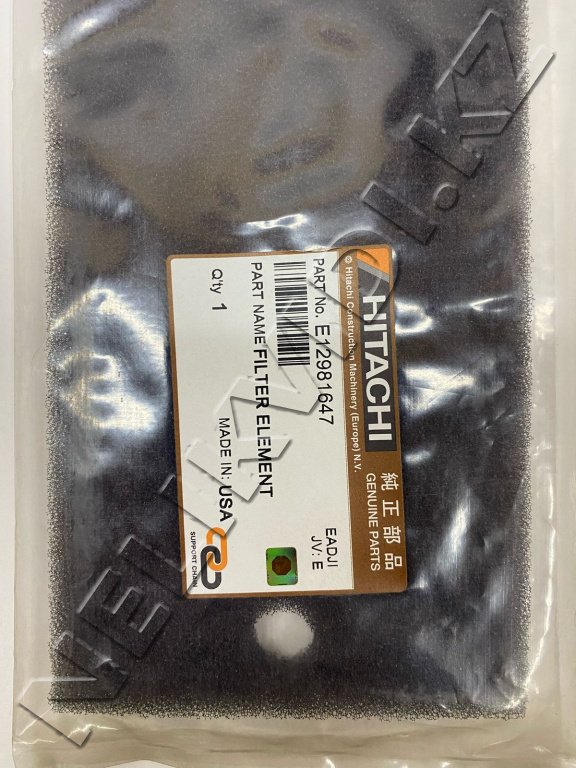 HITACHI
純正部品
GENUINE PARTS
© Hitachi Construction Machinery (Europe) N.V.
PART No. E12981647
EADJI
JV: E
PART NAME FILTER ELEMENT
Q'ty 1
MADE IN: USA
SUPPORT CHAIN